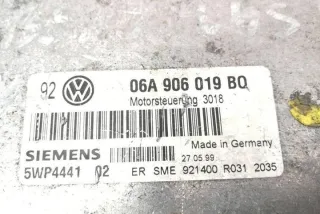 92 06A 906 019 BQ
Motorsteuerung 3018
Made in Germany
SIEMENS 27.05.99
5WP4441 02 ER SME 921400 R031 2035